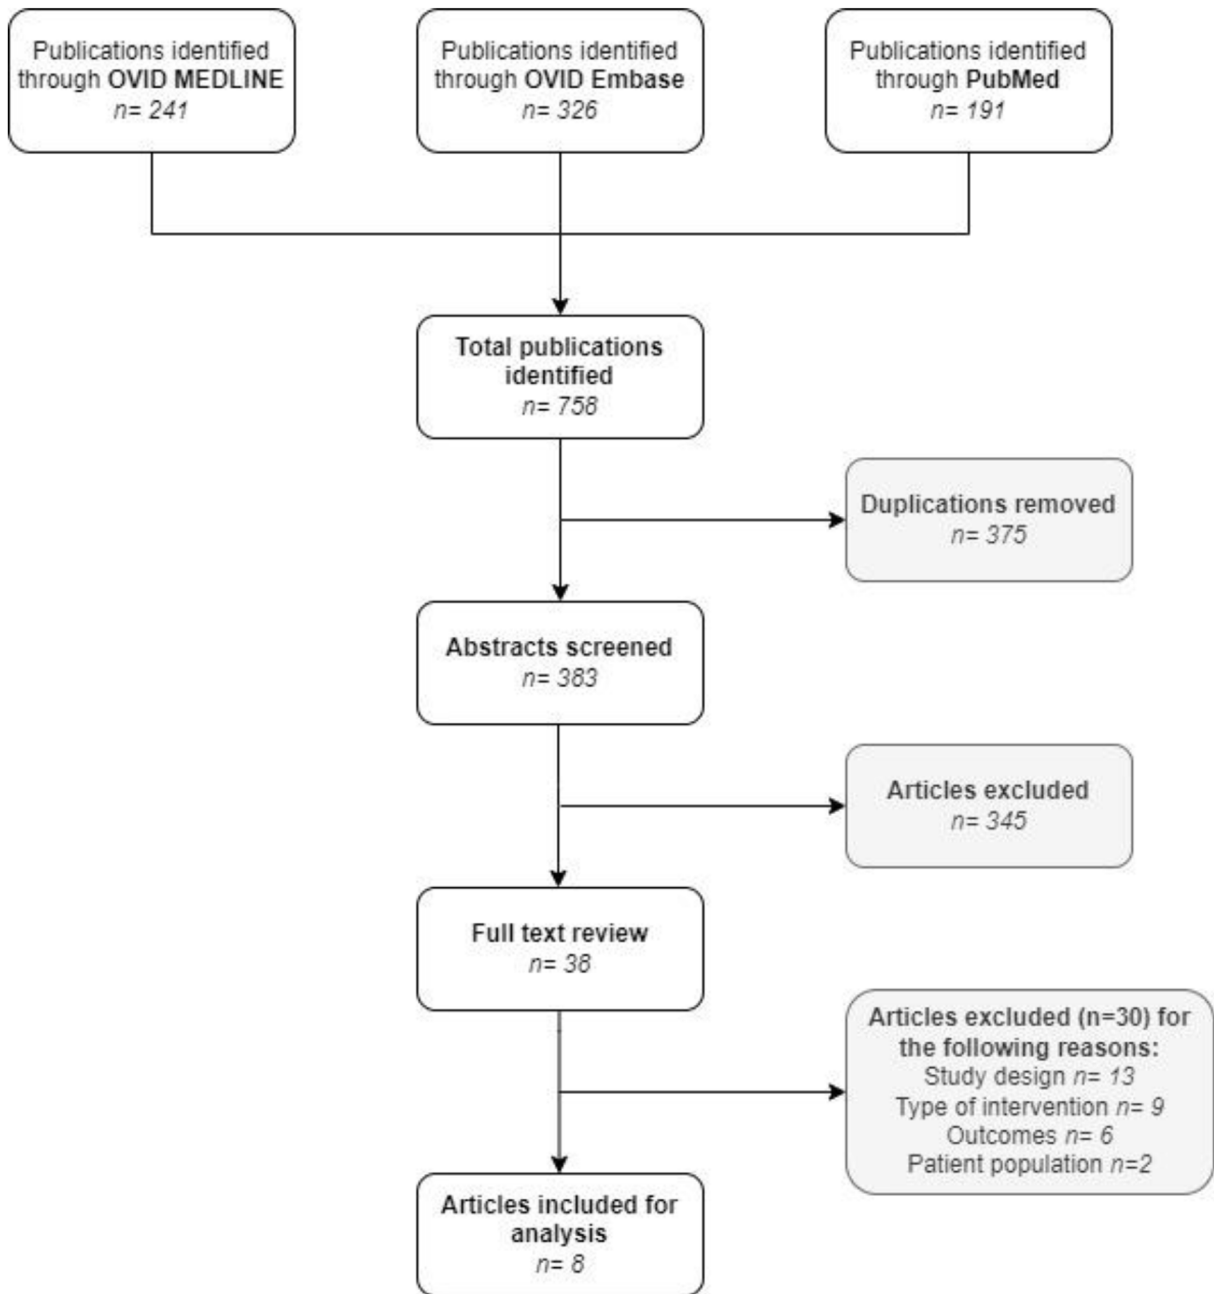 Publications identified
through OVID MEDLINE
n= 241
Publications identified
through OVID Embase
n= 326
Publications identified
through PubMed
n= 191
Total publications
identified
n= 758
Duplications removed
n= 375
Abstracts screened
n= 383
Articles excluded
n= 345
Full text review
n= 38
Articles excluded (n=30) for
the following reasons:
Study design n= 13
Type of intervention n= 9
Outcomes n= 6
Patient population n=2
Articles included for
analysis
n= 8